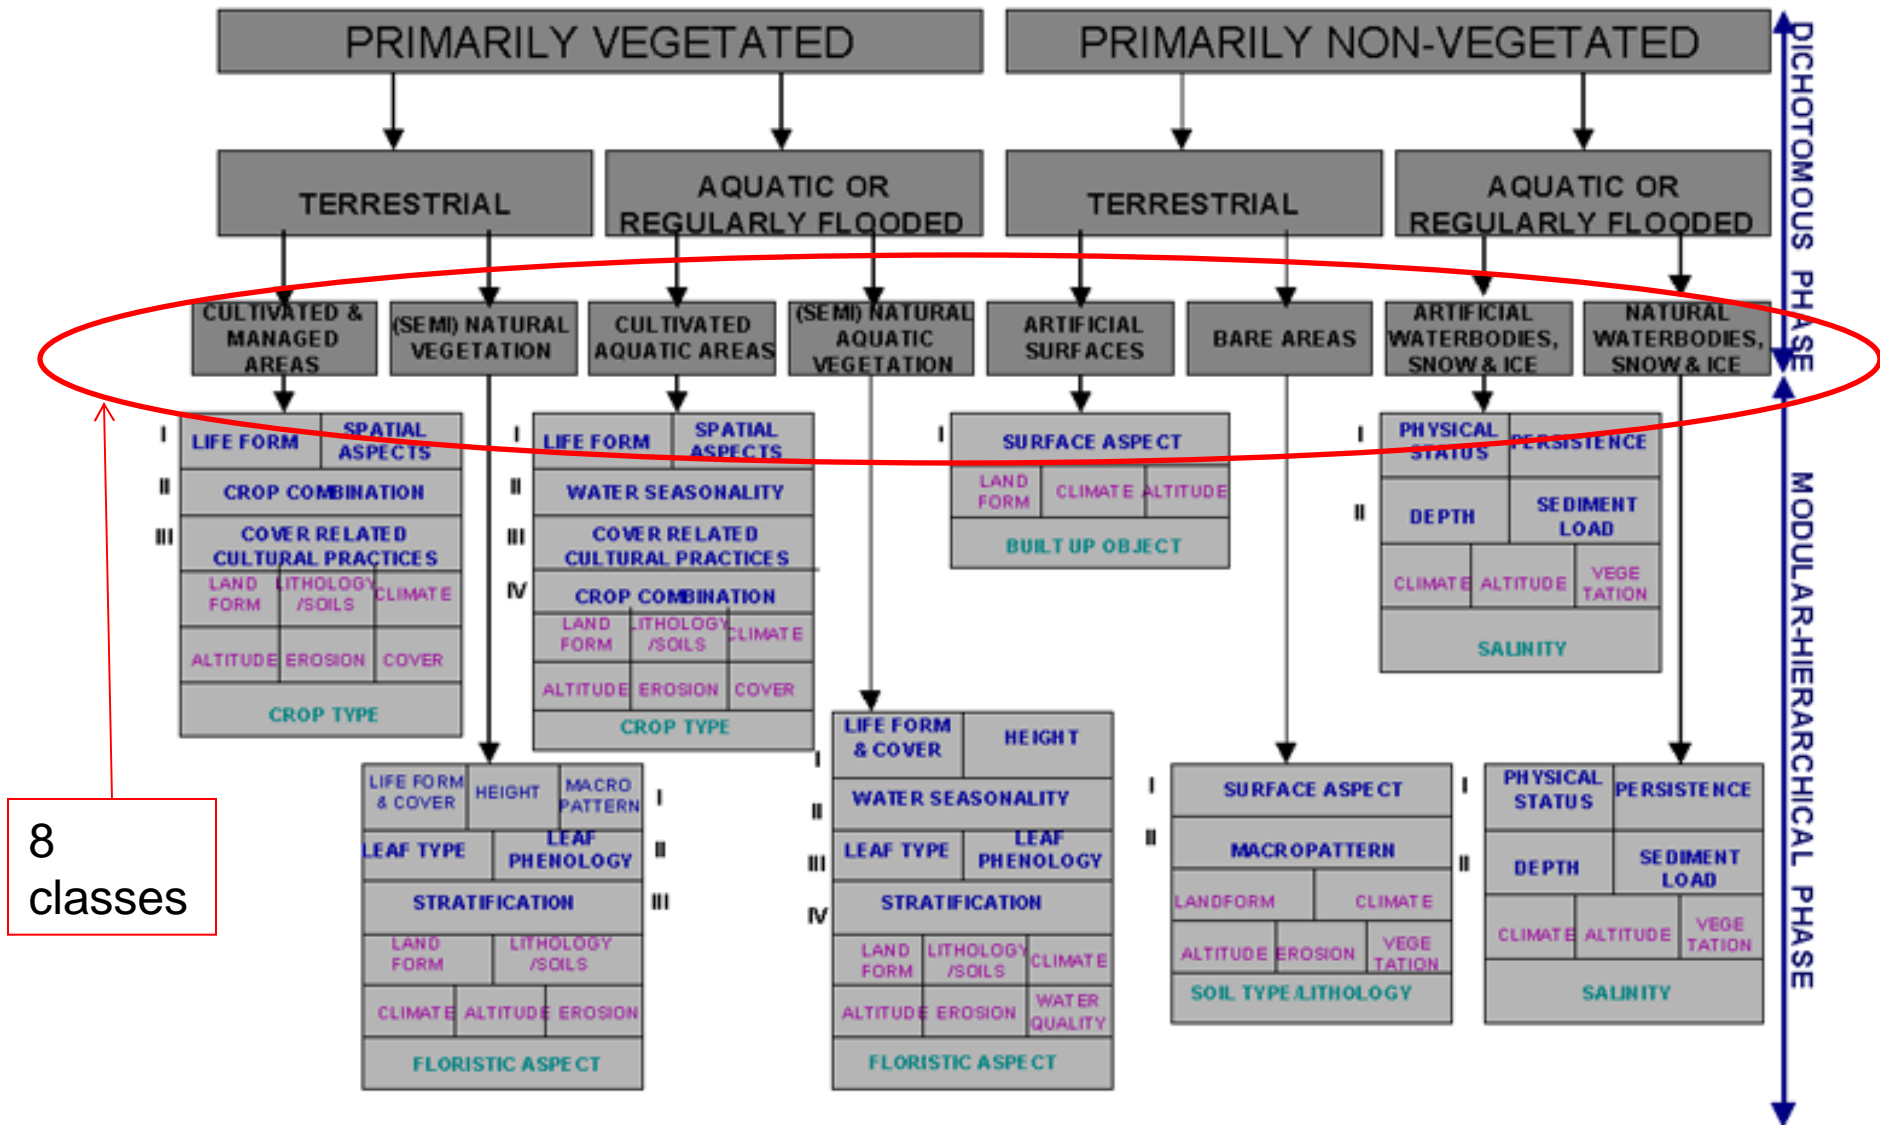 PRIMARILY VEGETATED
PRIMARILY NON-VEGETATED
DICHOTOMOUS PHASE
TERRESTRIAL
AQUATIC OR
REGULARLY FLOODED
TERRESTRIAL
AQUATIC OR
REGULARLY FLOODED
CULTIVATED &
MANAGED
AREAS
(SEMI) NATURAL
VEGETATION
CULTIVATED
AQUATIC AREAS
(SEMI) NATURAL
AQUATIC
VEGETATION
ARTIFICIAL
SURFACES
BARE AREAS
ARTIFICIAL
WATERBODIES,
SNOW & ICE
NATURAL
WATERBODIES,
SNOW & ICE
MODULAR-HIERARCHICAL PHASE
8
classes
I
LIFE FORM
SPATIAL
ASPECTS
II
CROP COMBINATION
III
COVER RELATED
CULTURAL PRACTICES
LAND
FORM
LITHOLOGY
/SOILS
CLIMATE
ALTITUDE
EROSION
COVER
CROP TYPE
I
LIFE FORM
SPATIAL
ASPECTS
II
WATER SEASONALITY
III
COVER RELATED
CULTURAL PRACTICES
IV
CROP COMBINATION
LAND
FORM
LITHOLOGY
/SOILS
CLIMATE
ALTITUDE
EROSION
COVER
CROP TYPE
I
SURFACE ASPECT
LAND
FORM
CLIMATE
ALTITUDE
BUILT UP OBJECT
I
PHYSICAL
STATUS
PERSISTENCE
II
DEPTH
SEDIMENT
LOAD
CLIMATE
ALTITUDE
VEGE
TATION
SALINITY
LIFE FORM
& COVER
HEIGHT
MACRO
PATTERN
I
LEAF TYPE
LEAF
PHENOLOGY
II
STRATIFICATION
III
LAND
FORM
LITHOLOGY
/SOILS
CLIMATE
ALTITUDE
EROSION
FLORISTIC ASPECT
I
LIFE FORM
& COVER
HEIGHT
II
WATER SEASONALITY
III
LEAF TYPE
LEAF
PHENOLOGY
IV
STRATIFICATION
LAND
FORM
LITHOLOGY
/SOILS
CLIMATE
ALTITUDE
EROSION
WATER
QUALITY
FLORISTIC ASPECT
I
SURFACE ASPECT
II
MACROPATTERN
LANDFORM
CLIMATE
ALTITUDE
EROSION
VEGE
TATION
SOIL TYPE/LITHOLOGY
I
PHYSICAL
STATUS
PERSISTENCE
II
DEPTH
SEDIMENT
LOAD
CLIMATE
ALTITUDE
VEGE
TATION
SALINITY